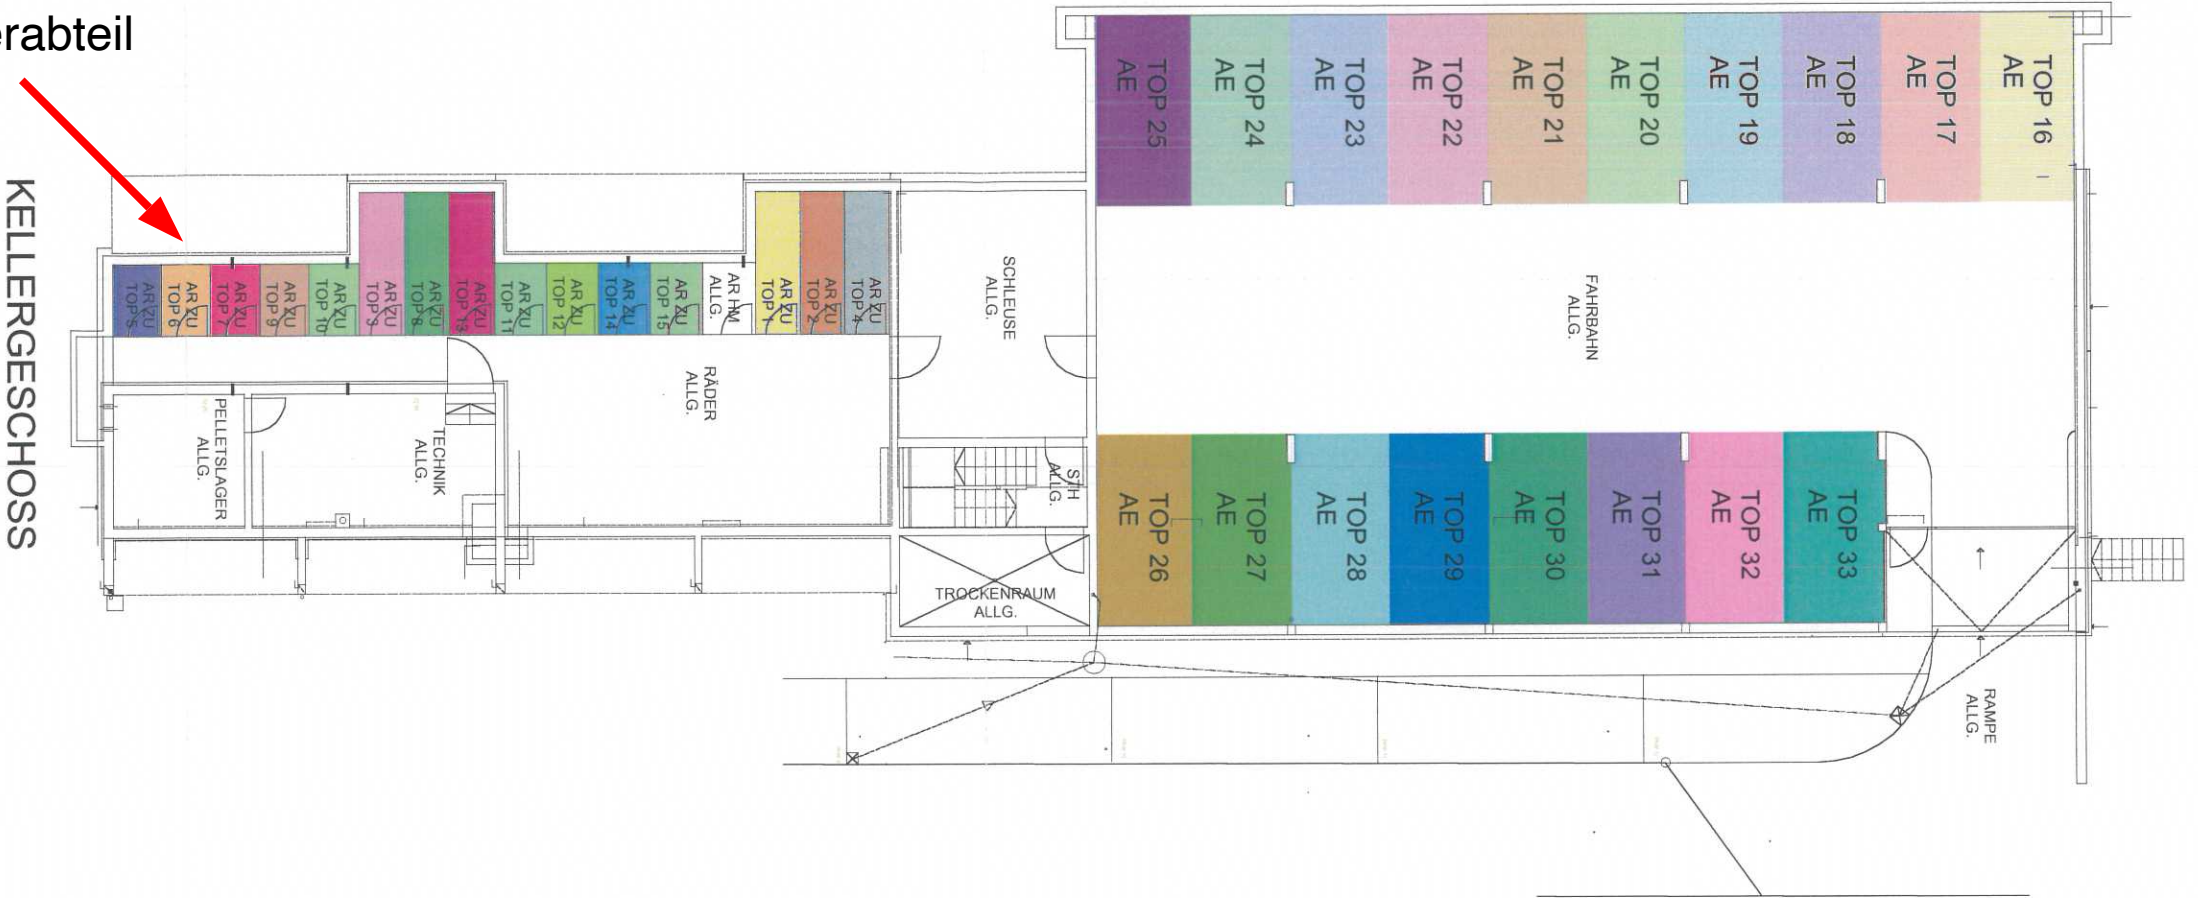 erabteil
KELLERGESCHOSS
TOP 25
AE
TOP 24
AE
TOP 23
AE
TOP 22
AE
TOP 21
AE
TOP 20
AE
TOP 19
AE
TOP 18
AE
TOP 17
AE
TOP 16
AE
AR ZU
TOP 5
AR ZU
TOP 6
AR ZU
TOP 7
AR ZU
TOP 9
AR ZU
TOP 10
AR ZU
TOP 3
AR ZU
TOP 8
AR ZU
TOP 13
AR ZU
TOP 11
AR ZU
TOP 12
AR ZU
TOP 14
AR ZU
TOP 15
AR HM
ALLG.
AR ZU
TOP 1
AR ZU
TOP 2
AR ZU
TOP 4
SCHLEUSE
ALLG.
FAHRBAHN
ALLG.
RÄDER
ALLG.
PELLETSLAGER
ALLG.
TECHNIK
ALLG.
STH
ALLG.
TROCKENRAUM
ALLG.
TOP 26
AE
TOP 27
AE
TOP 28
AE
TOP 29
AE
TOP 30
AE
TOP 31
AE
TOP 32
AE
TOP 33
AE
RAMPE
ALLG.